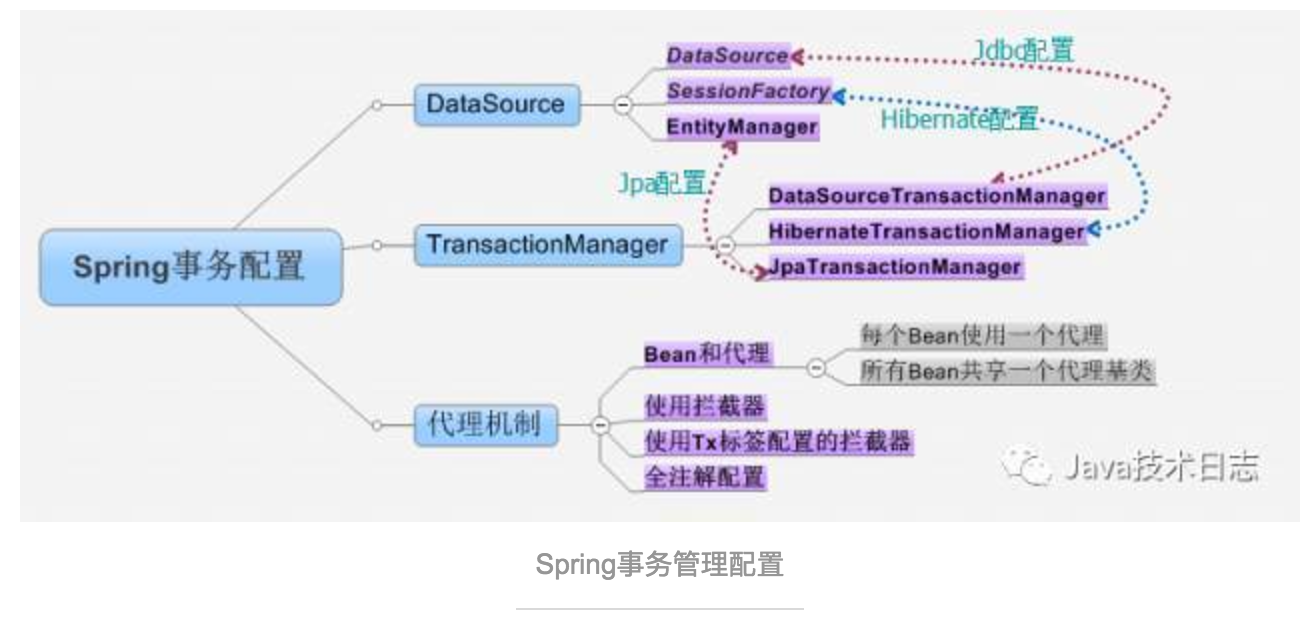 Spring事务配置
DataSource
DataSource
SessionFactory
EntityManager
Jdbc配置
Hibernate配置
Jpa配置
TransactionManager
DataSourceTransactionManager
HibernateTransactionManager
JpaTransactionManager
代理机制
Bean和代理
每个Bean使用一个代理
所有Bean共享一个代理基类
使用拦截器
使用Tx标签配置的拦截器
全注解配置
Java技术日志
Spring事务管理配置